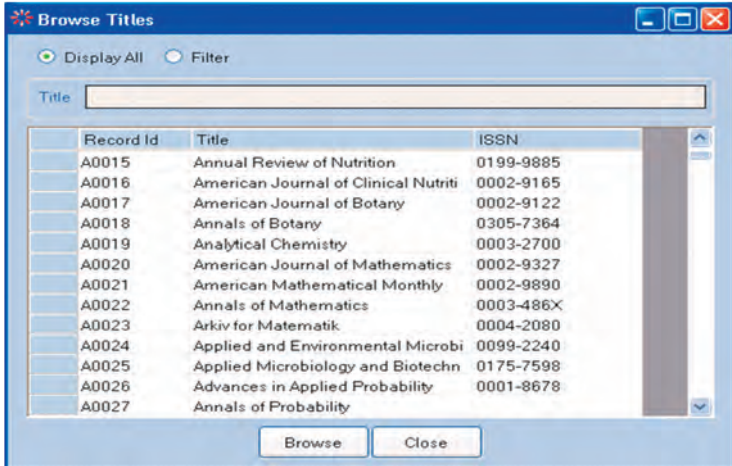 Browse Titles
Display All Filter
Title
Record Id Title ISSN
A0015 Annual Review of Nutrition 0199-9885
A0016 American Journal of Clinical Nutriti 0002-9165
A0017 American Journal of Botany 0002-9122
A0018 Annals of Botany 0305-7364
A0019 Analytical Chemistry 0003-2700
A0020 American Journal of Mathematics 0002-9327
A0021 American Mathematical Monthly 0002-9890
A0022 Annals of Mathematics 0003-486X
A0023 Arkiv for Matematik 0004-2080
A0024 Applied and Environmental Microbi 0099-2240
A0025 Applied Microbiology and Biotechn 0175-7598
A0026 Advances in Applied Probability 0001-8678
A0027 Annals of Probability
Browse Close